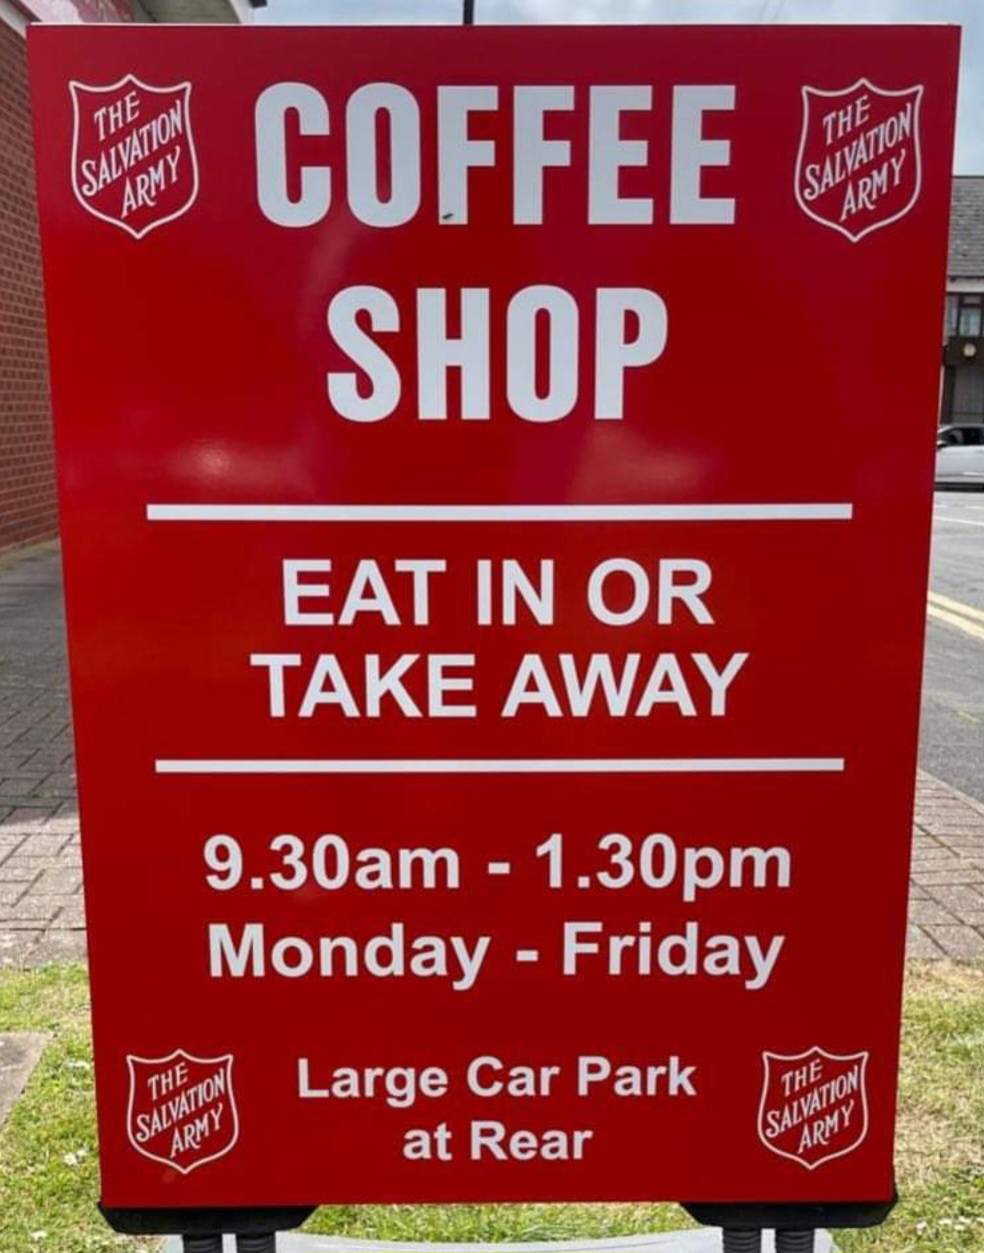 THE
SALVATION
ARMY
COFFEE
THE
SALVATION
ARMY
SHOP
EAT IN OR
TAKE AWAY
9.30am - 1.30pm
Monday - Friday
THE
SALVATION
ARMY
Large Car Park
at Rear
THE
SALVATION
ARMY